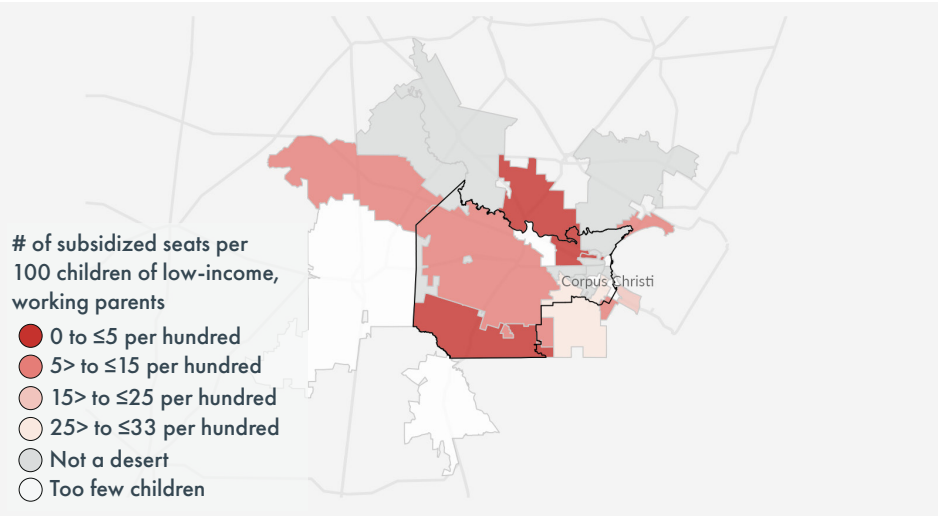 # of subsidized seats per
100 children of low-income,
working parents
0 to ≤5 per hundred
5> to ≤15 per hundred
15> to ≤25 per hundred
25> to ≤33 per hundred
Not a desert
Too few children
Corpus Christi